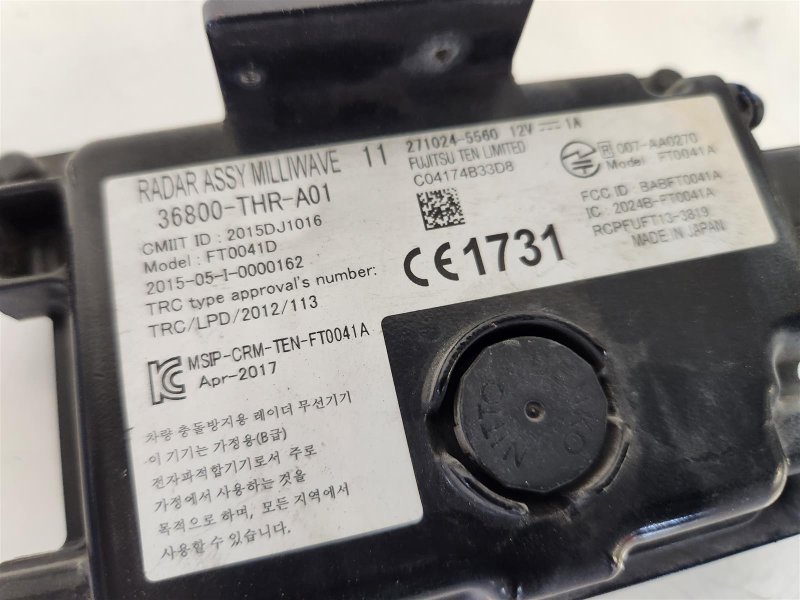 RADAR ASSY MILLIWAVE 11
36800-THR-A01
CMIIT ID : 2015DJ1016
Model : FT0041D
2015-05-I-0000162
TRC type approval's number:
TRC/LPD/2012/113
MSIP-CRM-TEN-FT0041A
Apr-2017
차량 충돌방지용 레이더 무선기기
이 기기는 가정용(B급)
전자파적합기기로서 주로
가정에서 사용하는 것을
목적으로 하며, 모든 지역에서
사용할 수 있습니다.
271024-5560 12V 1A
FUJITSU TEN LIMITED
C04174B33D8
CE1731
R 007-AA0270
Model: FT0041A
FCC ID : BABFT0041A
IC : 2024B-FT0041A
RCPFUFT13-3819
MADE IN JAPAN
NITTO